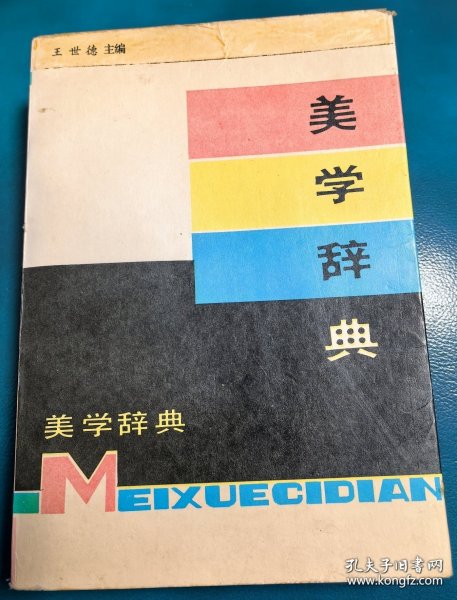 王世德 主编
美
学
辞
典
美学辞典
MEIXUECIDIAN
孔夫子旧书网
www.kongfz.com